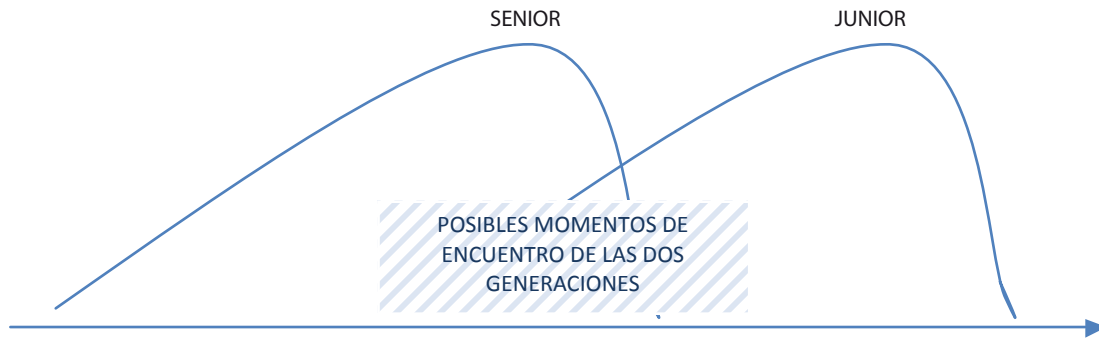 SENIOR
JUNIOR
POSIBLES MOMENTOS DE
ENCUENTRO DE LAS DOS
GENERACIONES